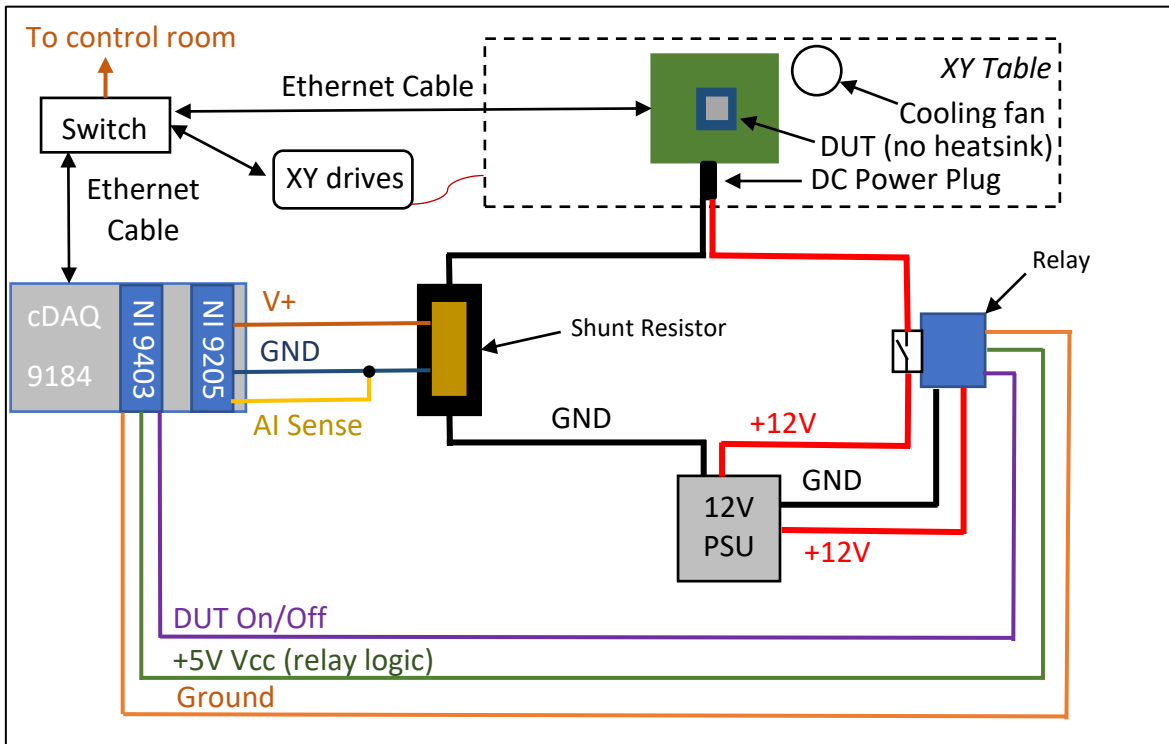 To control room
Ethernet Cable
XY Table
Switch
Cooling fan
DUT (no heatsink)
XY drives
DC Power Plug
Ethernet
Cable
Relay
V+
cDAQ
9184
NI 9403
NI 9205
Shunt Resistor
GND
AI Sense
GND
+12V
GND
12V
PSU
+12V
DUT On/Off
+5V Vcc (relay logic)
Ground